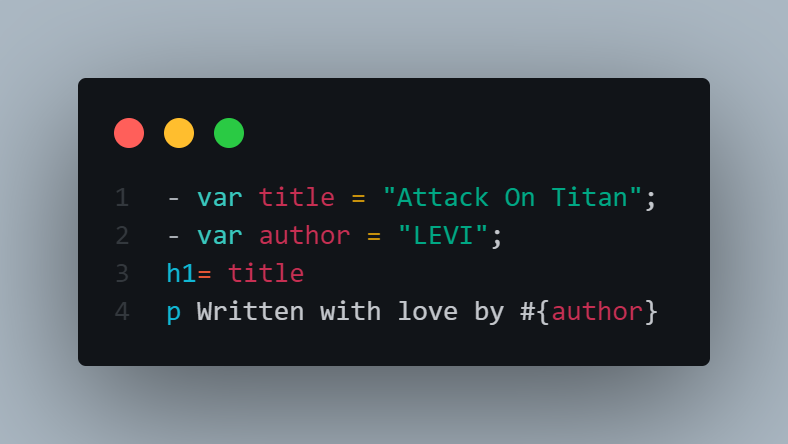 1 - var title = "Attack On Titan";
2 - var author = "LEVI";
3 h1= title
4 p Written with love by #{author}